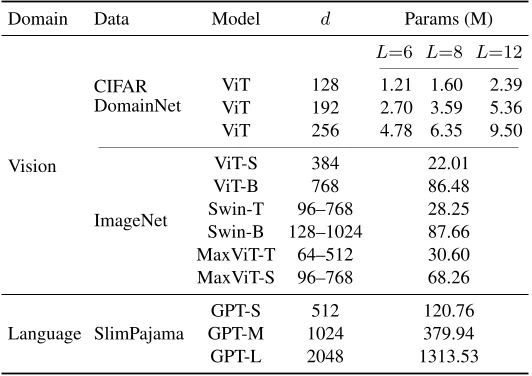 Domain Data Model d Params (M)
L=6 L=8 L=12
CIFAR ViT 128 1.21 1.60 2.39
DomainNet ViT 192 2.70 3.59 5.36
ViT 256 4.78 6.35 9.50
Vision
ViT-S 384 22.01
ViT-B 768 86.48
Swin-T 96–768 28.25
ImageNet Swin-B 128–1024 87.66
MaxViT-T 64–512 30.60
MaxViT-S 96–768 68.26
GPT-S 512 120.76
Language SlimPajama GPT-M 1024 379.94
GPT-L 2048 1313.53